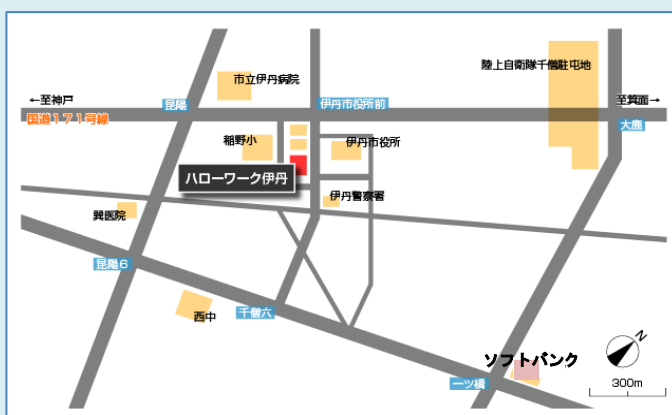 市立伊丹病院
陸上自衛隊千僧駐屯地
←至神戸
昆陽
伊丹市役所前
至箕面→
国道171号線
大鹿
稲野小
伊丹市役所
ハローワーク伊丹
伊丹警察署
巽医院
昆陽6
西中
千僧六
ソフトバンク
一ツ橋
N
300m